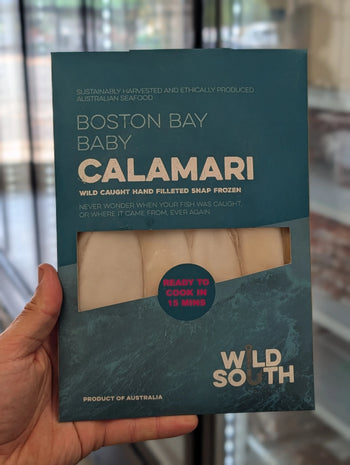 SUSTAINABLY HARVESTED AND ETHICALLY PRODUCED
AUSTRALIAN SEAFOOD
BOSTON BAY
BABY
CALAMARI
WILD CAUGHT HAND FILLETED SNAP FROZEN
NEVER WONDER WHEN YOUR FISH WAS CAUGHT,
OR WHERE IT CAME FROM, EVER AGAIN.
READY TO
COOK IN
15 MINS
WILD
SOUTH
PRODUCT OF AUSTRALIA